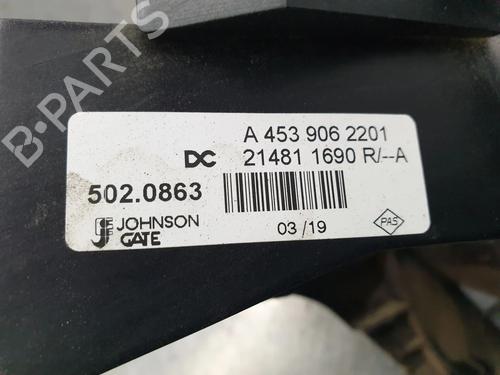 A 453 906 2201
DC 21481 1690 R/--A
502.0863
JOHNSON
GATE
03/19
PAS
B-PARTS